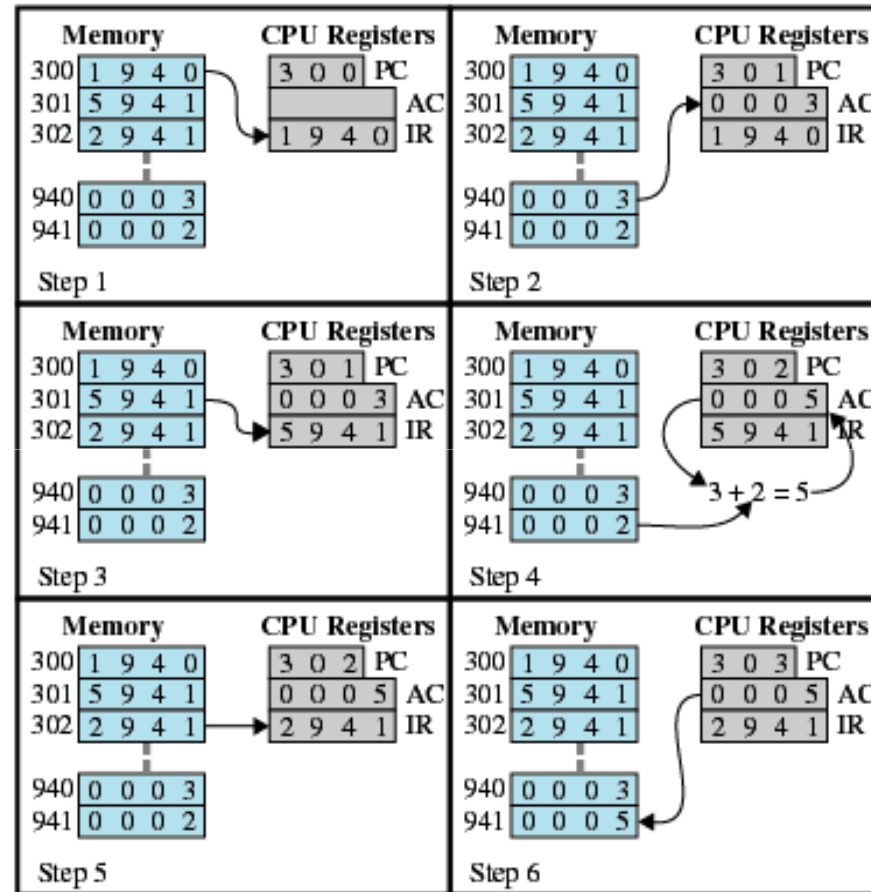 Memory CPU Registers
300 1 9 4 0 3 0 0 PC
301 5 9 4 1 AC
302 2 9 4 1 1 9 4 0 IR
940 0 0 0 3
941 0 0 0 2
Step 1
Memory CPU Registers
300 1 9 4 0 3 0 1 PC
301 5 9 4 1 0 0 0 3 AC
302 2 9 4 1 1 9 4 0 IR
940 0 0 0 3
941 0 0 0 2
Step 2
Memory CPU Registers
300 1 9 4 0 3 0 1 PC
301 5 9 4 1 0 0 0 3 AC
302 2 9 4 1 5 9 4 1 IR
940 0 0 0 3
941 0 0 0 2
Step 3
Memory CPU Registers
300 1 9 4 0 3 0 2 PC
301 5 9 4 1 0 0 0 5 AC
302 2 9 4 1 5 9 4 1 IR
940 0 0 0 3 3 + 2 = 5
941 0 0 0 2
Step 4
Memory CPU Registers
300 1 9 4 0 3 0 2 PC
301 5 9 4 1 0 0 0 5 AC
302 2 9 4 1 2 9 4 1 IR
940 0 0 0 3
941 0 0 0 2
Step 5
Memory CPU Registers
300 1 9 4 0 3 0 3 PC
301 5 9 4 1 0 0 0 5 AC
302 2 9 4 1 2 9 4 1 IR
940 0 0 0 3
941 0 0 0 5
Step 6